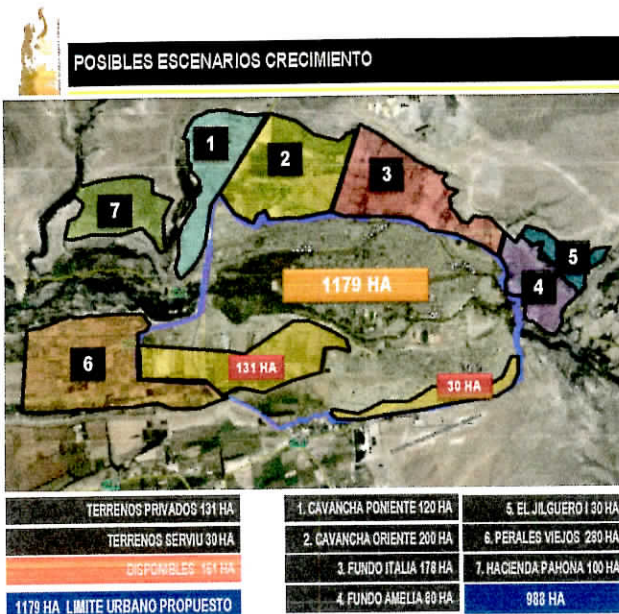 POSIBLES ESCENARIOS CRECIMIENTO
1
2
3
7
5
4
1179 HA
6
131 HA
30 HA
TERRENOS PRIVADOS 131 HA
TERRENOS SERVIU 30 HA
DISPONIBLES 161 HA
1179 HA LIMITE URBANO PROPUESTO
1. CAVANCHA PONIENTE 120 HA
2. CAVANCHA ORIENTE 200 HA
3. FUNDO ITALIA 178 HA
4. FUNDO AMELIA 80 HA
5. EL JILGUERO I 30 HA
6. PERALES VIEJOS 280 HA
7. HACIENDA PAHONA 100 HA
988 HA